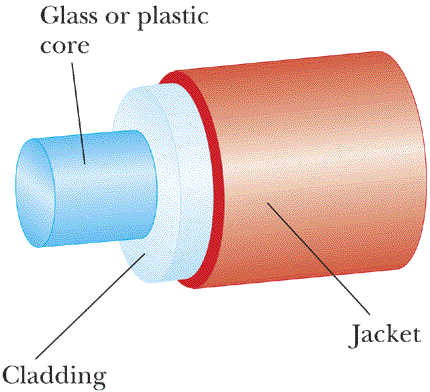 Glass or plastic
core
Jacket
Cladding